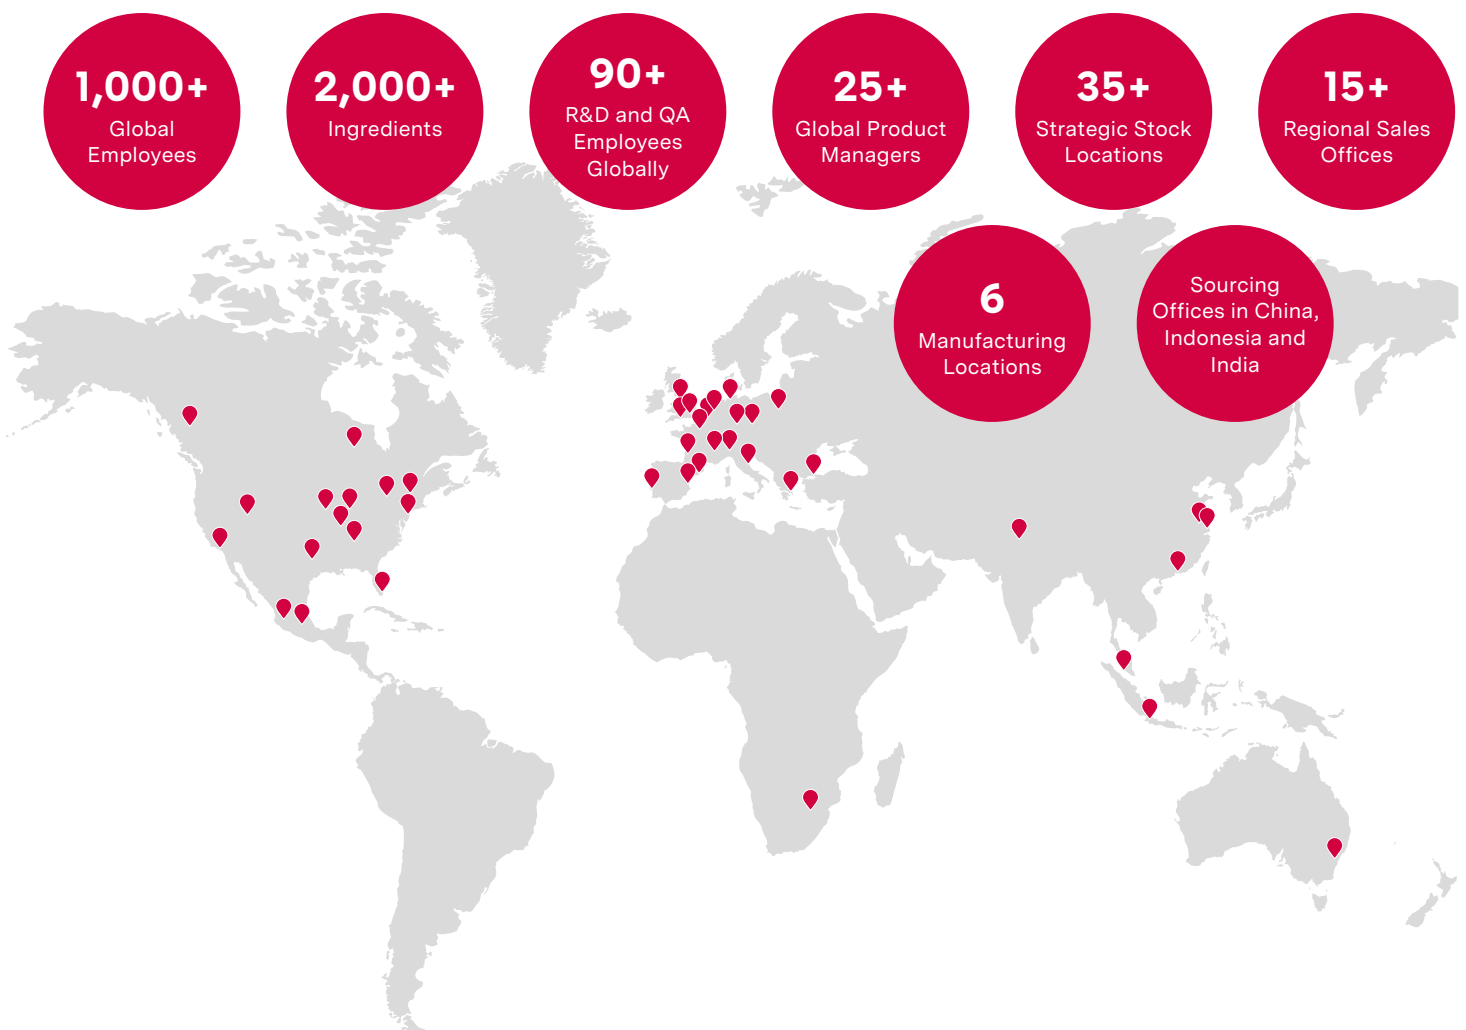 1,000+
Global
Employees
2,000+
Ingredients
90+
R&D and QA
Employees
Globally
25+
Global Product
Managers
35+
Strategic Stock
Locations
15+
Regional Sales
Offices
6
Manufacturing
Locations
Sourcing
Offices in China,
Indonesia and
India